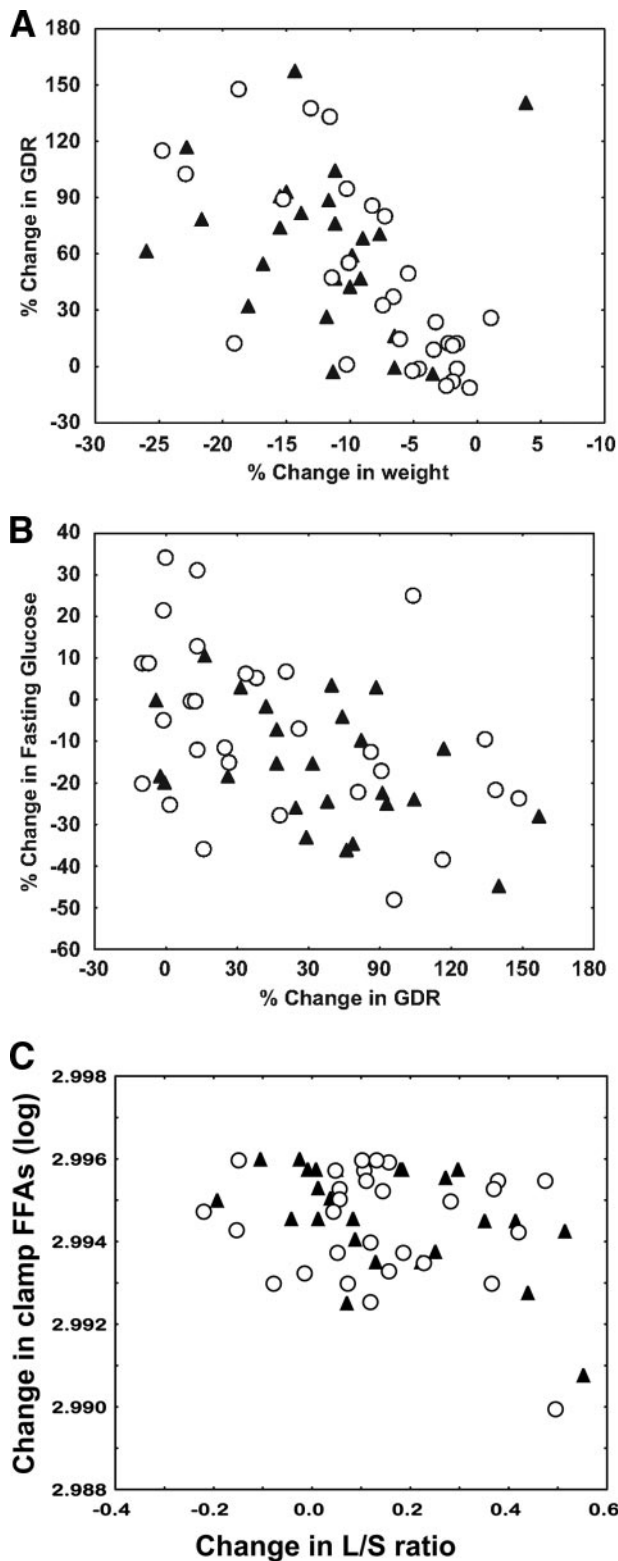 A
180
150
120
90
60
30
0
-30
% Change in GDR
-30 -25 -20 -15 -10 -5 0 5 -10
% Change in weight
B
40
30
20
10
0
-10
-20
-30
-40
-50
-60
% Change in Fasting Glucose
-30 0 30 30 90 120 150 180
% Change in GDR
C
2.998
2.996
2.994
2.992
2.990
2.988
Change in clamp FFAs (log)
-0.4 -0.2 0.0 0.2 0.4 0.6
Change in L/S ratio